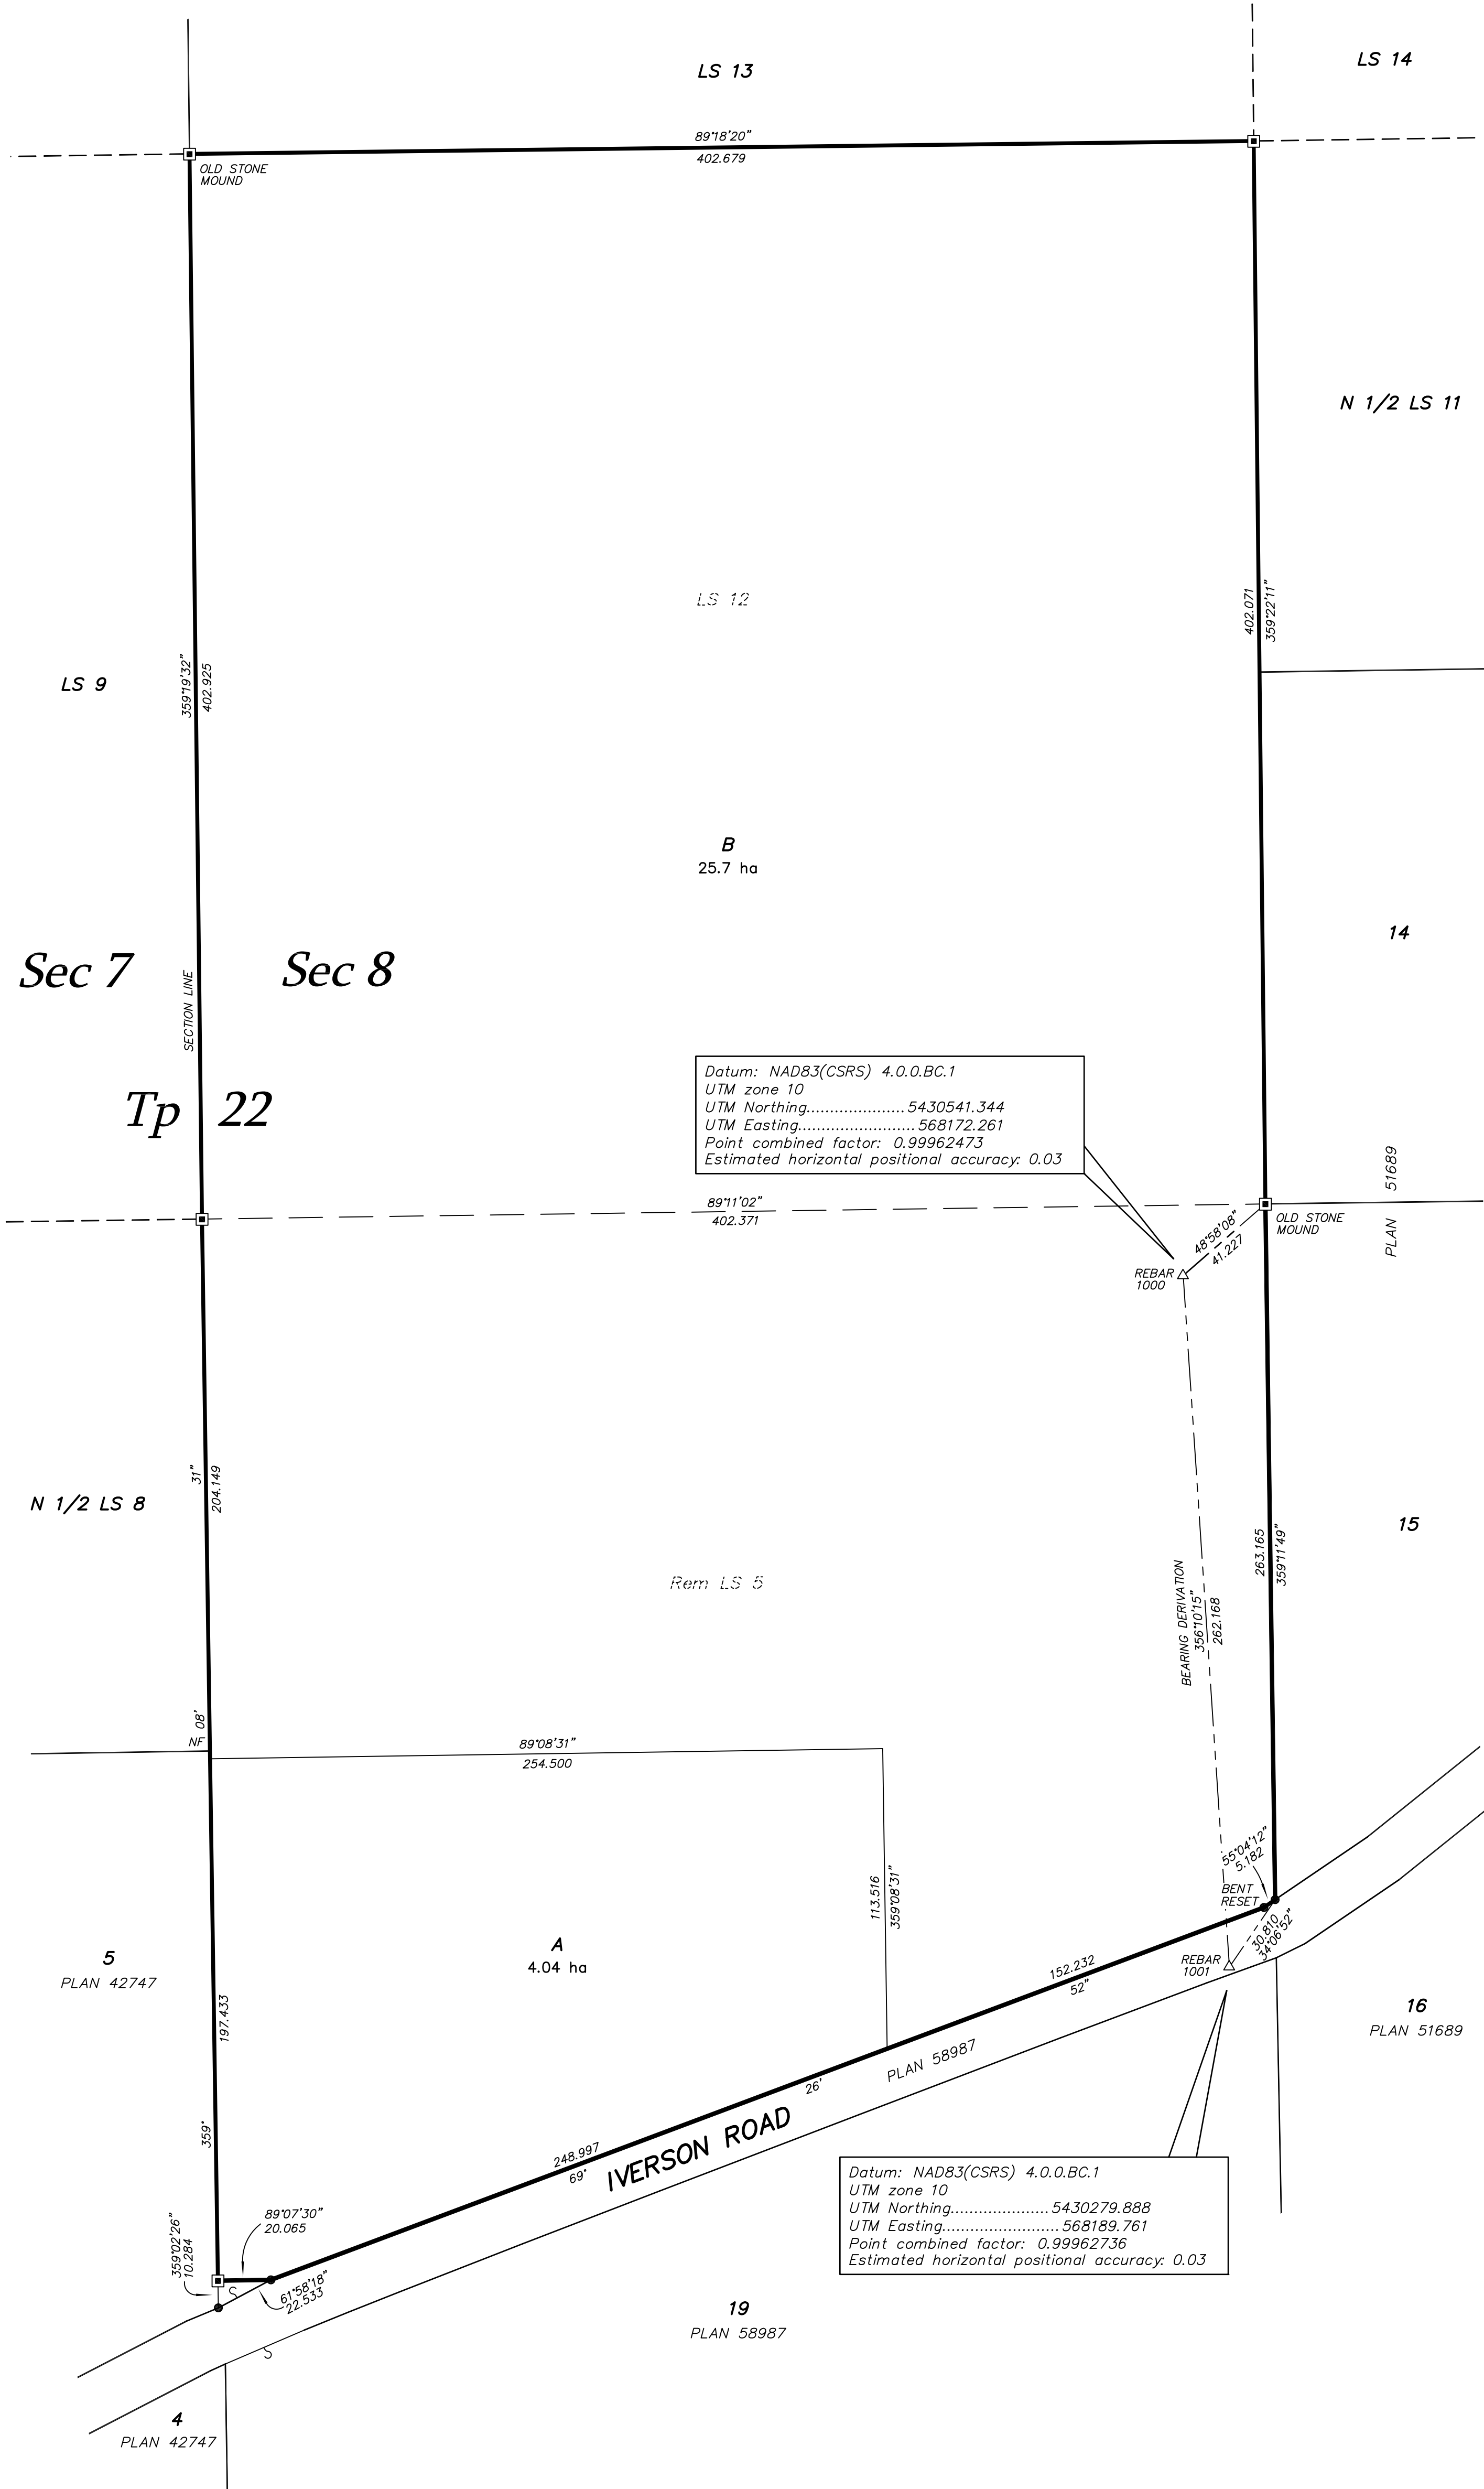 LS 13
LS 14
89°18'20"
402.679
OLD STONE
MOUND
N 1/2 LS 11
LS 12
402.071
359°22'11"
LS 9
359°19'32"
402.925
B
25.7 ha
14
Sec 7
Sec 8
SECTION LINE
Tp 22
Datum: NAD83(CSRS) 4.0.0.BC.1
UTM zone 10
UTM Northing.....................5430541.344
UTM Easting.........................568172.261
Point combined factor: 0.99962473
Estimated horizontal positional accuracy: 0.03
PLAN 51689
89°11'02"
402.371
48°58'08"
41.227
OLD STONE
MOUND
REBAR
1000
N 1/2 LS 8
31"
204.149
15
263.165
359°11'49"
Rem LS 5
BEARING DERIVATION
356°10'15"
262.168
08'
NF
89°08'31"
254.500
55°04'12"
5.182
BENT
RESET
113.516
359°08'31"
30.810
34°06'52"
A
4.04 ha
5
PLAN 42747
REBAR
1001
152.232
52"
197.433
16
PLAN 51689
PLAN 58987
26'
IVERSON ROAD
359°
248.997
69°
Datum: NAD83(CSRS) 4.0.0.BC.1
UTM zone 10
UTM Northing.....................5430279.888
UTM Easting.........................568189.761
Point combined factor: 0.99962736
Estimated horizontal positional accuracy: 0.03
89°07'30"
20.065
359°02'26"
10.284
S
61°58'18"
22.533
19
PLAN 58987
S
4
PLAN 42747